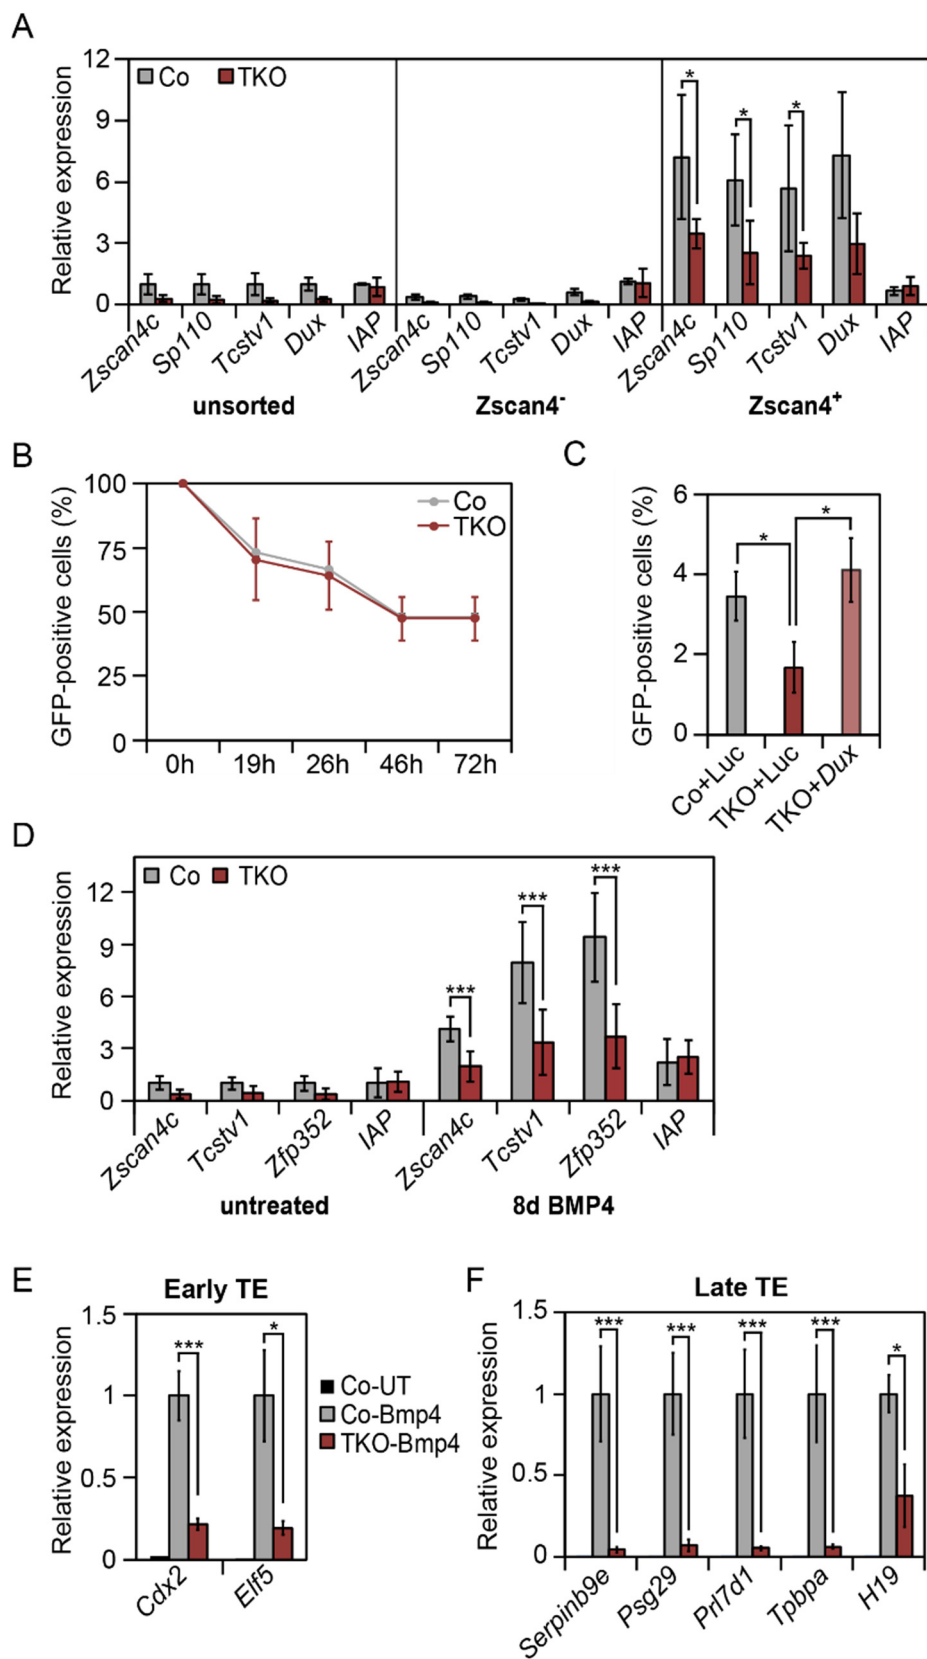 A
Relative expression
12
9
6
3
0
Co TKO
* * *
Zscan4c Sp110 Tcstv1 Dux IAP Zscan4c Sp110 Tcstv1 Dux IAP Zscan4c Sp110 Tcstv1 Dux IAP
unsorted Zscan4- Zscan4+
B
GFP-positive cells (%)
100
75
50
25
0
Co
TKO
0h 19h 26h 46h 72h
C
GFP-positive cells (%)
6
4
2
0
* *
Co+Luc TKO+Luc TKO+Dux
D
Relative expression
12
9
6
3
0
Co TKO
*** *** ***
Zscan4c Tcstv1 Zfp352 IAP Zscan4c Tcstv1 Zfp352 IAP
untreated 8d BMP4
E
Early TE
Relative expression
1.5
1
0.5
0
*** *
Cdx2 Elf5
Co-UT
Co-Bmp4
TKO-Bmp4
F
Late TE
Relative expression
1.5
1
0.5
0
*** *** *** *** *
Serpinb9e Psg29 Prl7d1 Tpbpa H19